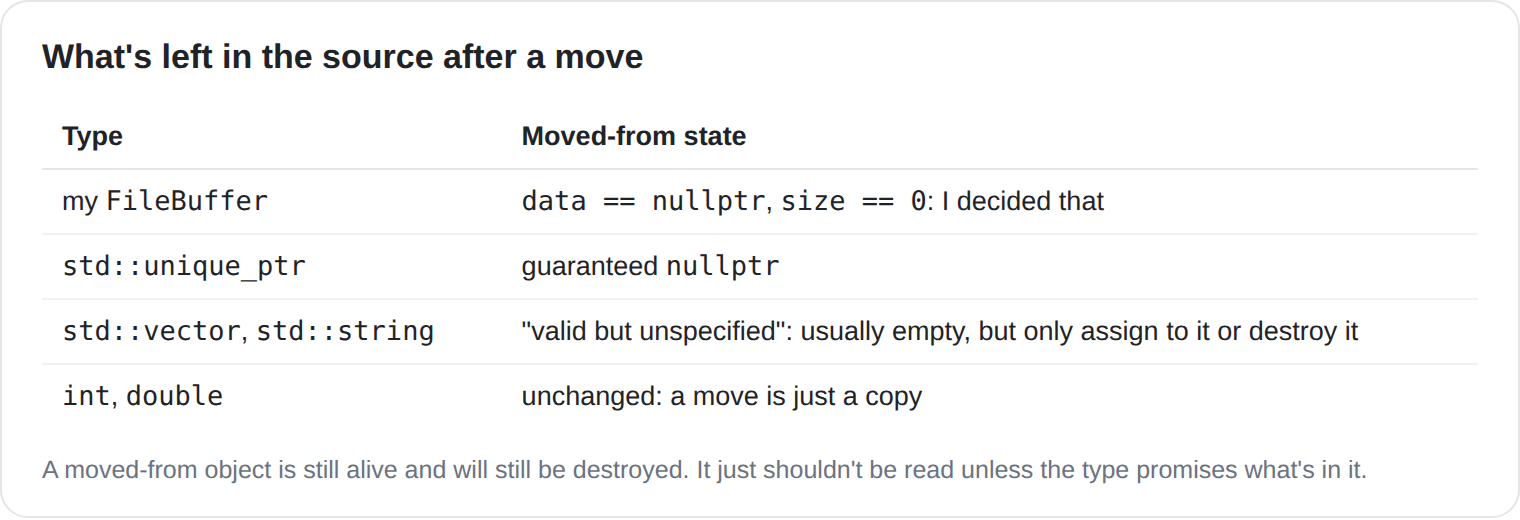 What's left in the source after a move
Type Moved-from state
my FileBuffer data == nullptr, size == 0: I decided that
std::unique_ptr guaranteed nullptr
std::vector, std::string "valid but unspecified": usually empty, but only assign to it or destroy it
int, double unchanged: a move is just a copy
A moved-from object is still alive and will still be destroyed. It just shouldn't be read unless the type promises what's in it.